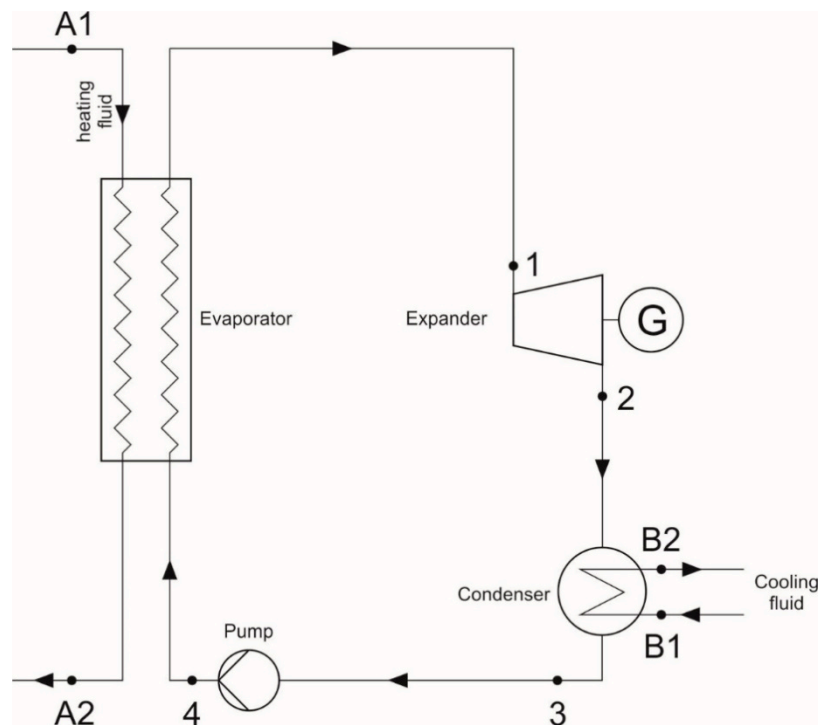 A1
heating
fluid
1
Evaporator
Expander
G
2
B2
Condenser
Cooling
fluid
B1
Pump
A2
4
3